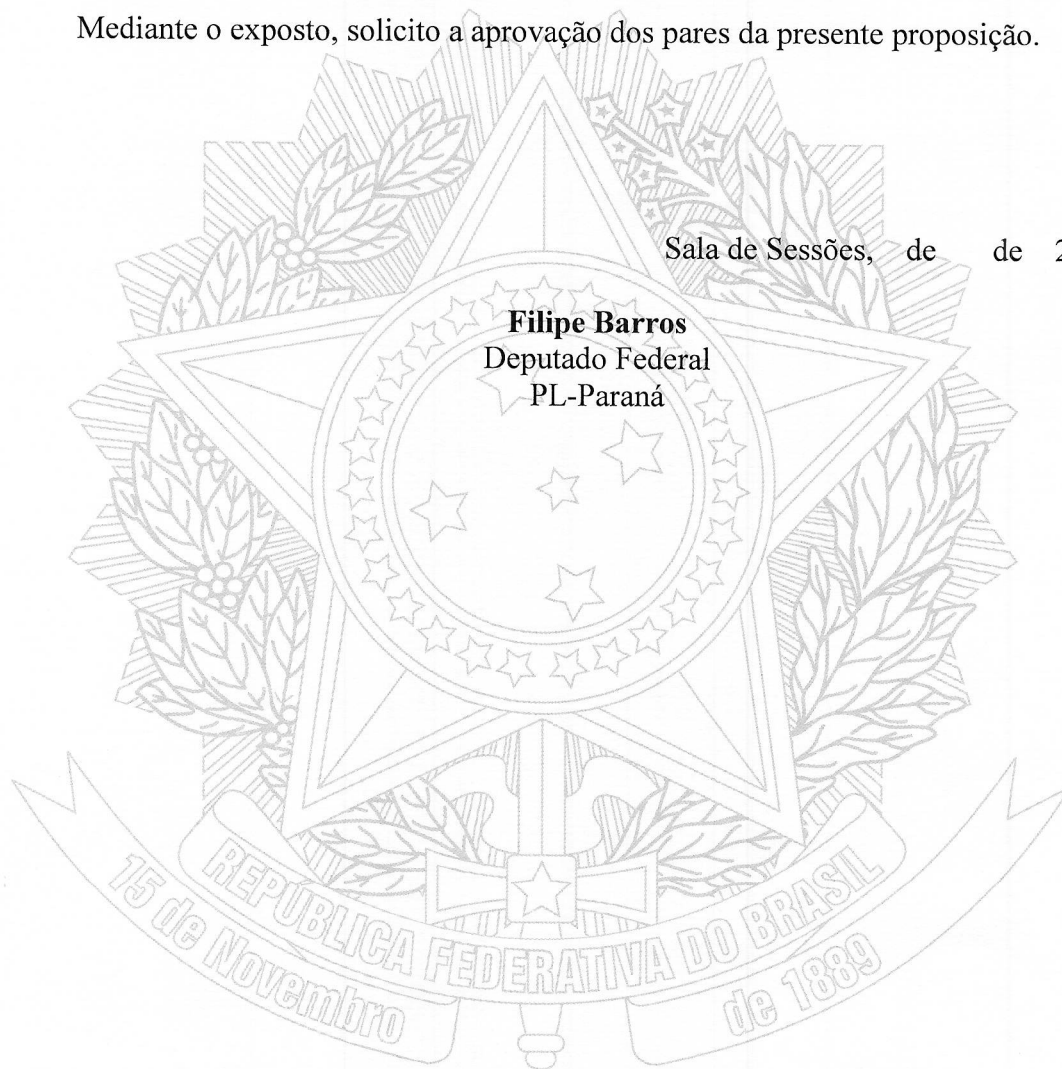 Mediante o exposto, solicito a aprovação dos pares da presente proposição.
Sala de Sessões, de de 2
Filipe Barros
Deputado Federal
PL-Paraná
REPÚBLICA FEDERATIVA DO BRASIL
15 de Novembro de 1889